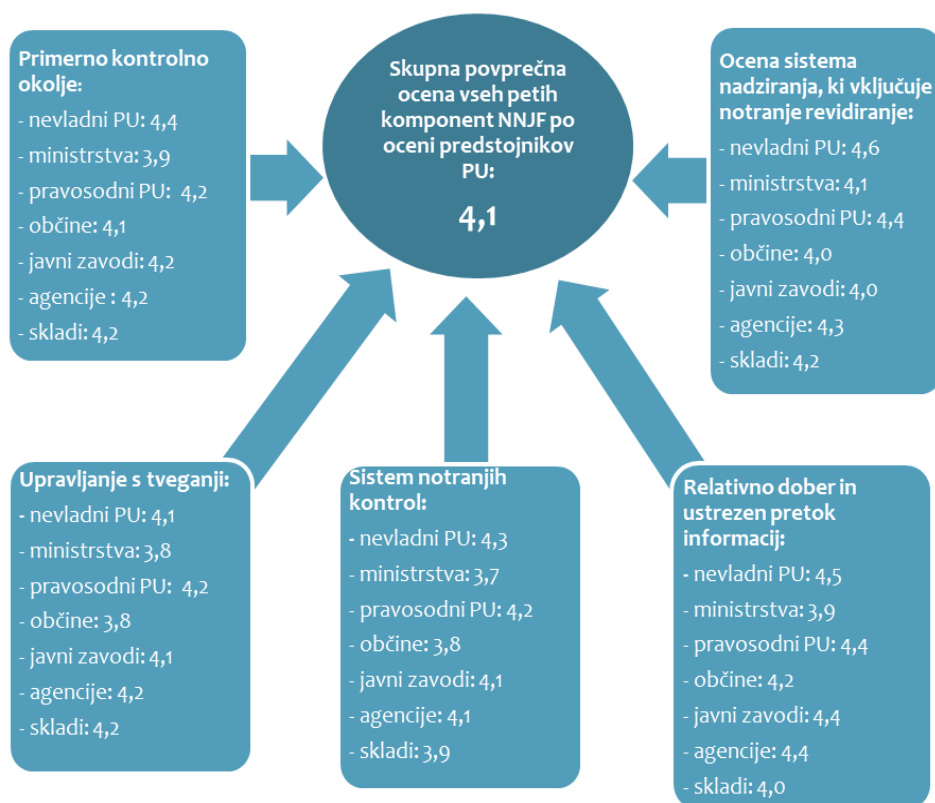 Primerno kontrolno
okolje:
- nevladni PU: 4,4
- ministrstva: 3,9
- pravosodni PU: 4,2
- občine: 4,1
- javni zavodi: 4,2
- agencije : 4,2
- skladi: 4,2
Skupna povprečna
ocena vseh petih
komponent NNJF po
oceni predstojnikov
PU:
4,1
Ocena sistema
nadziranja, ki vključuje
notranje revidiranje:
- nevladni PU: 4,6
- ministrstva: 4,1
- pravosodni PU: 4,4
- občine: 4,0
- javni zavodi: 4,0
- agencije: 4,3
- skladi: 4,2
Upravljanje s tveganji:
- nevladni PU: 4,1
- ministrstva: 3,8
- pravosodni PU: 4,2
- občine: 3,8
- javni zavodi: 4,1
- agencije: 4,2
- skladi: 4,2
Sistem notranjih
kontrol:
- nevladni PU: 4,3
- ministrstva: 3,7
- pravosodni PU: 4,2
- občine: 3,8
- javni zavodi: 4,1
- agencije: 4,1
- skladi: 3,9
Relativno dober in
ustrezen pretok
informacij:
- nevladni PU: 4,5
- ministrstva: 3,9
- pravosodni PU: 4,4
- občine: 4,2
- javni zavodi: 4,4
- agencije: 4,4
- skladi: 4,0